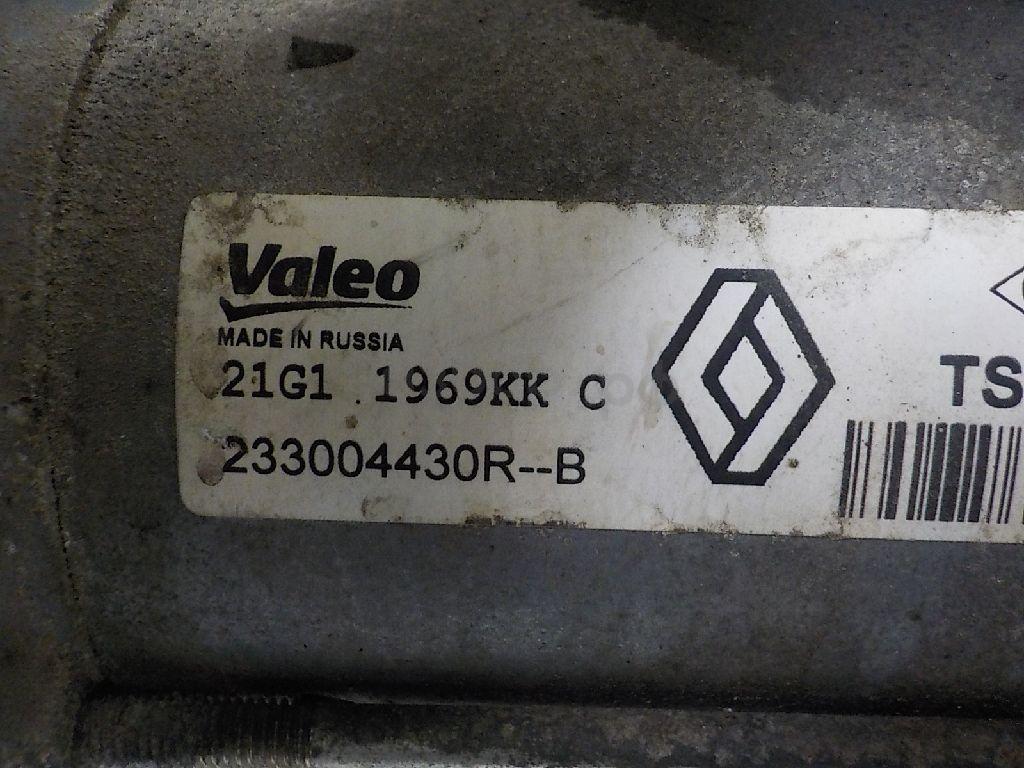 Valeo
MADE IN RUSSIA
21G1 1969KK C
233004430R--B
TS